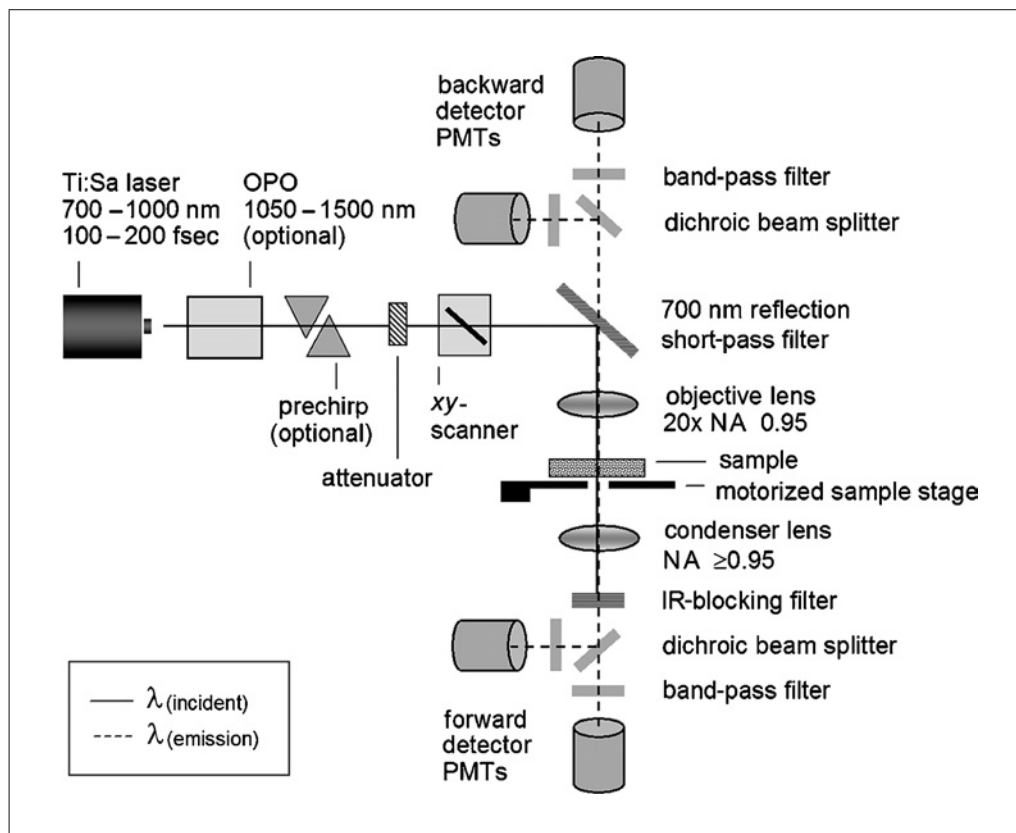 backward
detector
PMTs
Ti:Sa laser
700 – 1000 nm
100 – 200 fsec
OPO
1050 – 1500 nm
(optional)
band-pass filter
dichroic beam splitter
700 nm reflection
short-pass filter
prechirp
(optional)
attenuator
xy-
scanner
objective lens
20x NA 0.95
sample
motorized sample stage
condenser lens
NA ≥0.95
IR-blocking filter
dichroic beam splitter
band-pass filter
forward
detector
PMTs
λ(incident)
λ(emission)